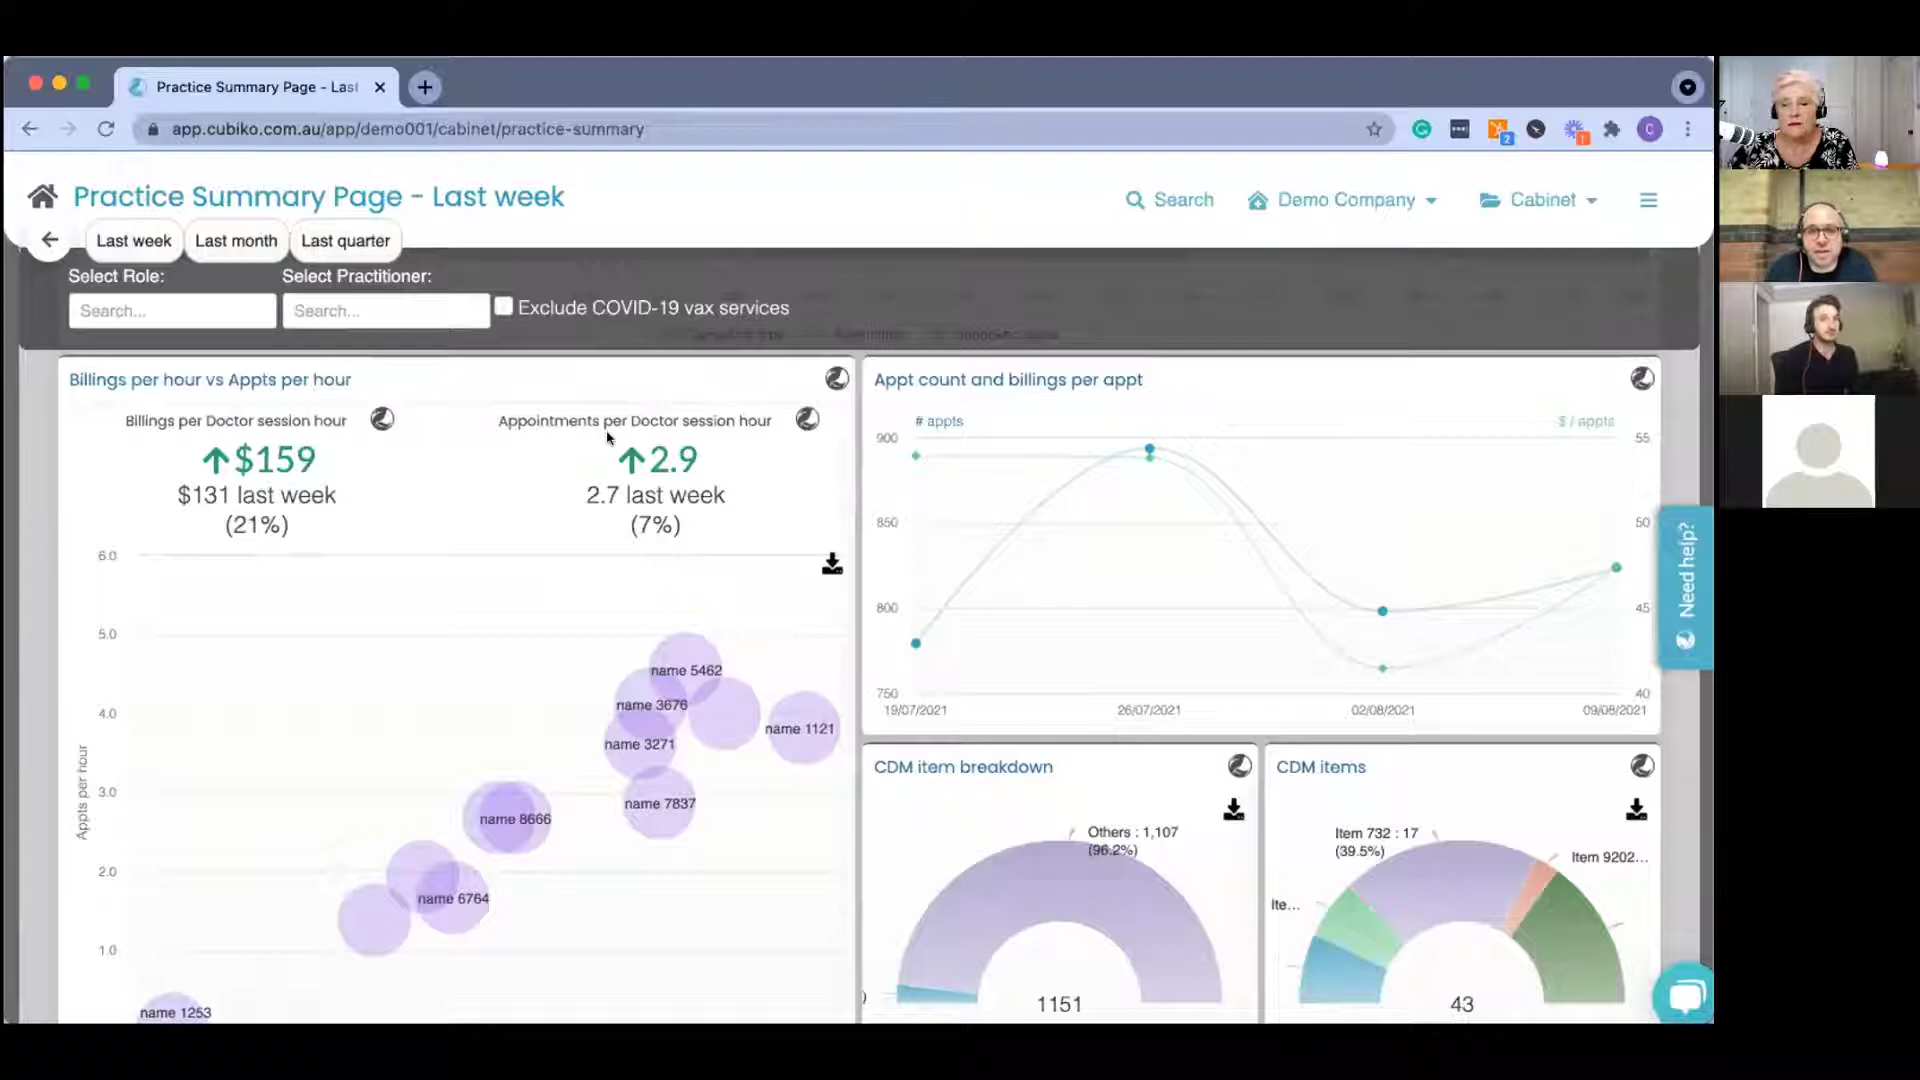 Practice Summary Page - Last
app.cubiko.com.au/app/demo001/cabinet/practice-summary
2
1
C
Practice Summary Page - Last week
Search
Demo Company
Cabinet
Last week
Last month
Last quarter
Select Role:
Select Practitioner:
Search...
Search...
Exclude COVID-19 vax services
Billings per hour vs Appts per hour
Billings per Doctor session hour
$159
$131 last week
(21%)
Appointments per Doctor session hour
2.9
2.7 last week
(7%)
6.0
5.0
4.0
3.0
2.0
1.0
Appts per hour
name 5462
name 3676
name 1121
name 3271
name 7837
name 8666
name 6764
name 1253
Appt count and billings per appt
# appts
$ / appts
900
850
800
750
55
50
45
40
19/07/2021
26/07/2021
02/08/2021
09/08/2021
CDM item breakdown
Others : 1,107
(96.2%)
)
1151
CDM items
Item 732 : 17
(39.5%)
Item 9202...
Ite...
43
Need help?